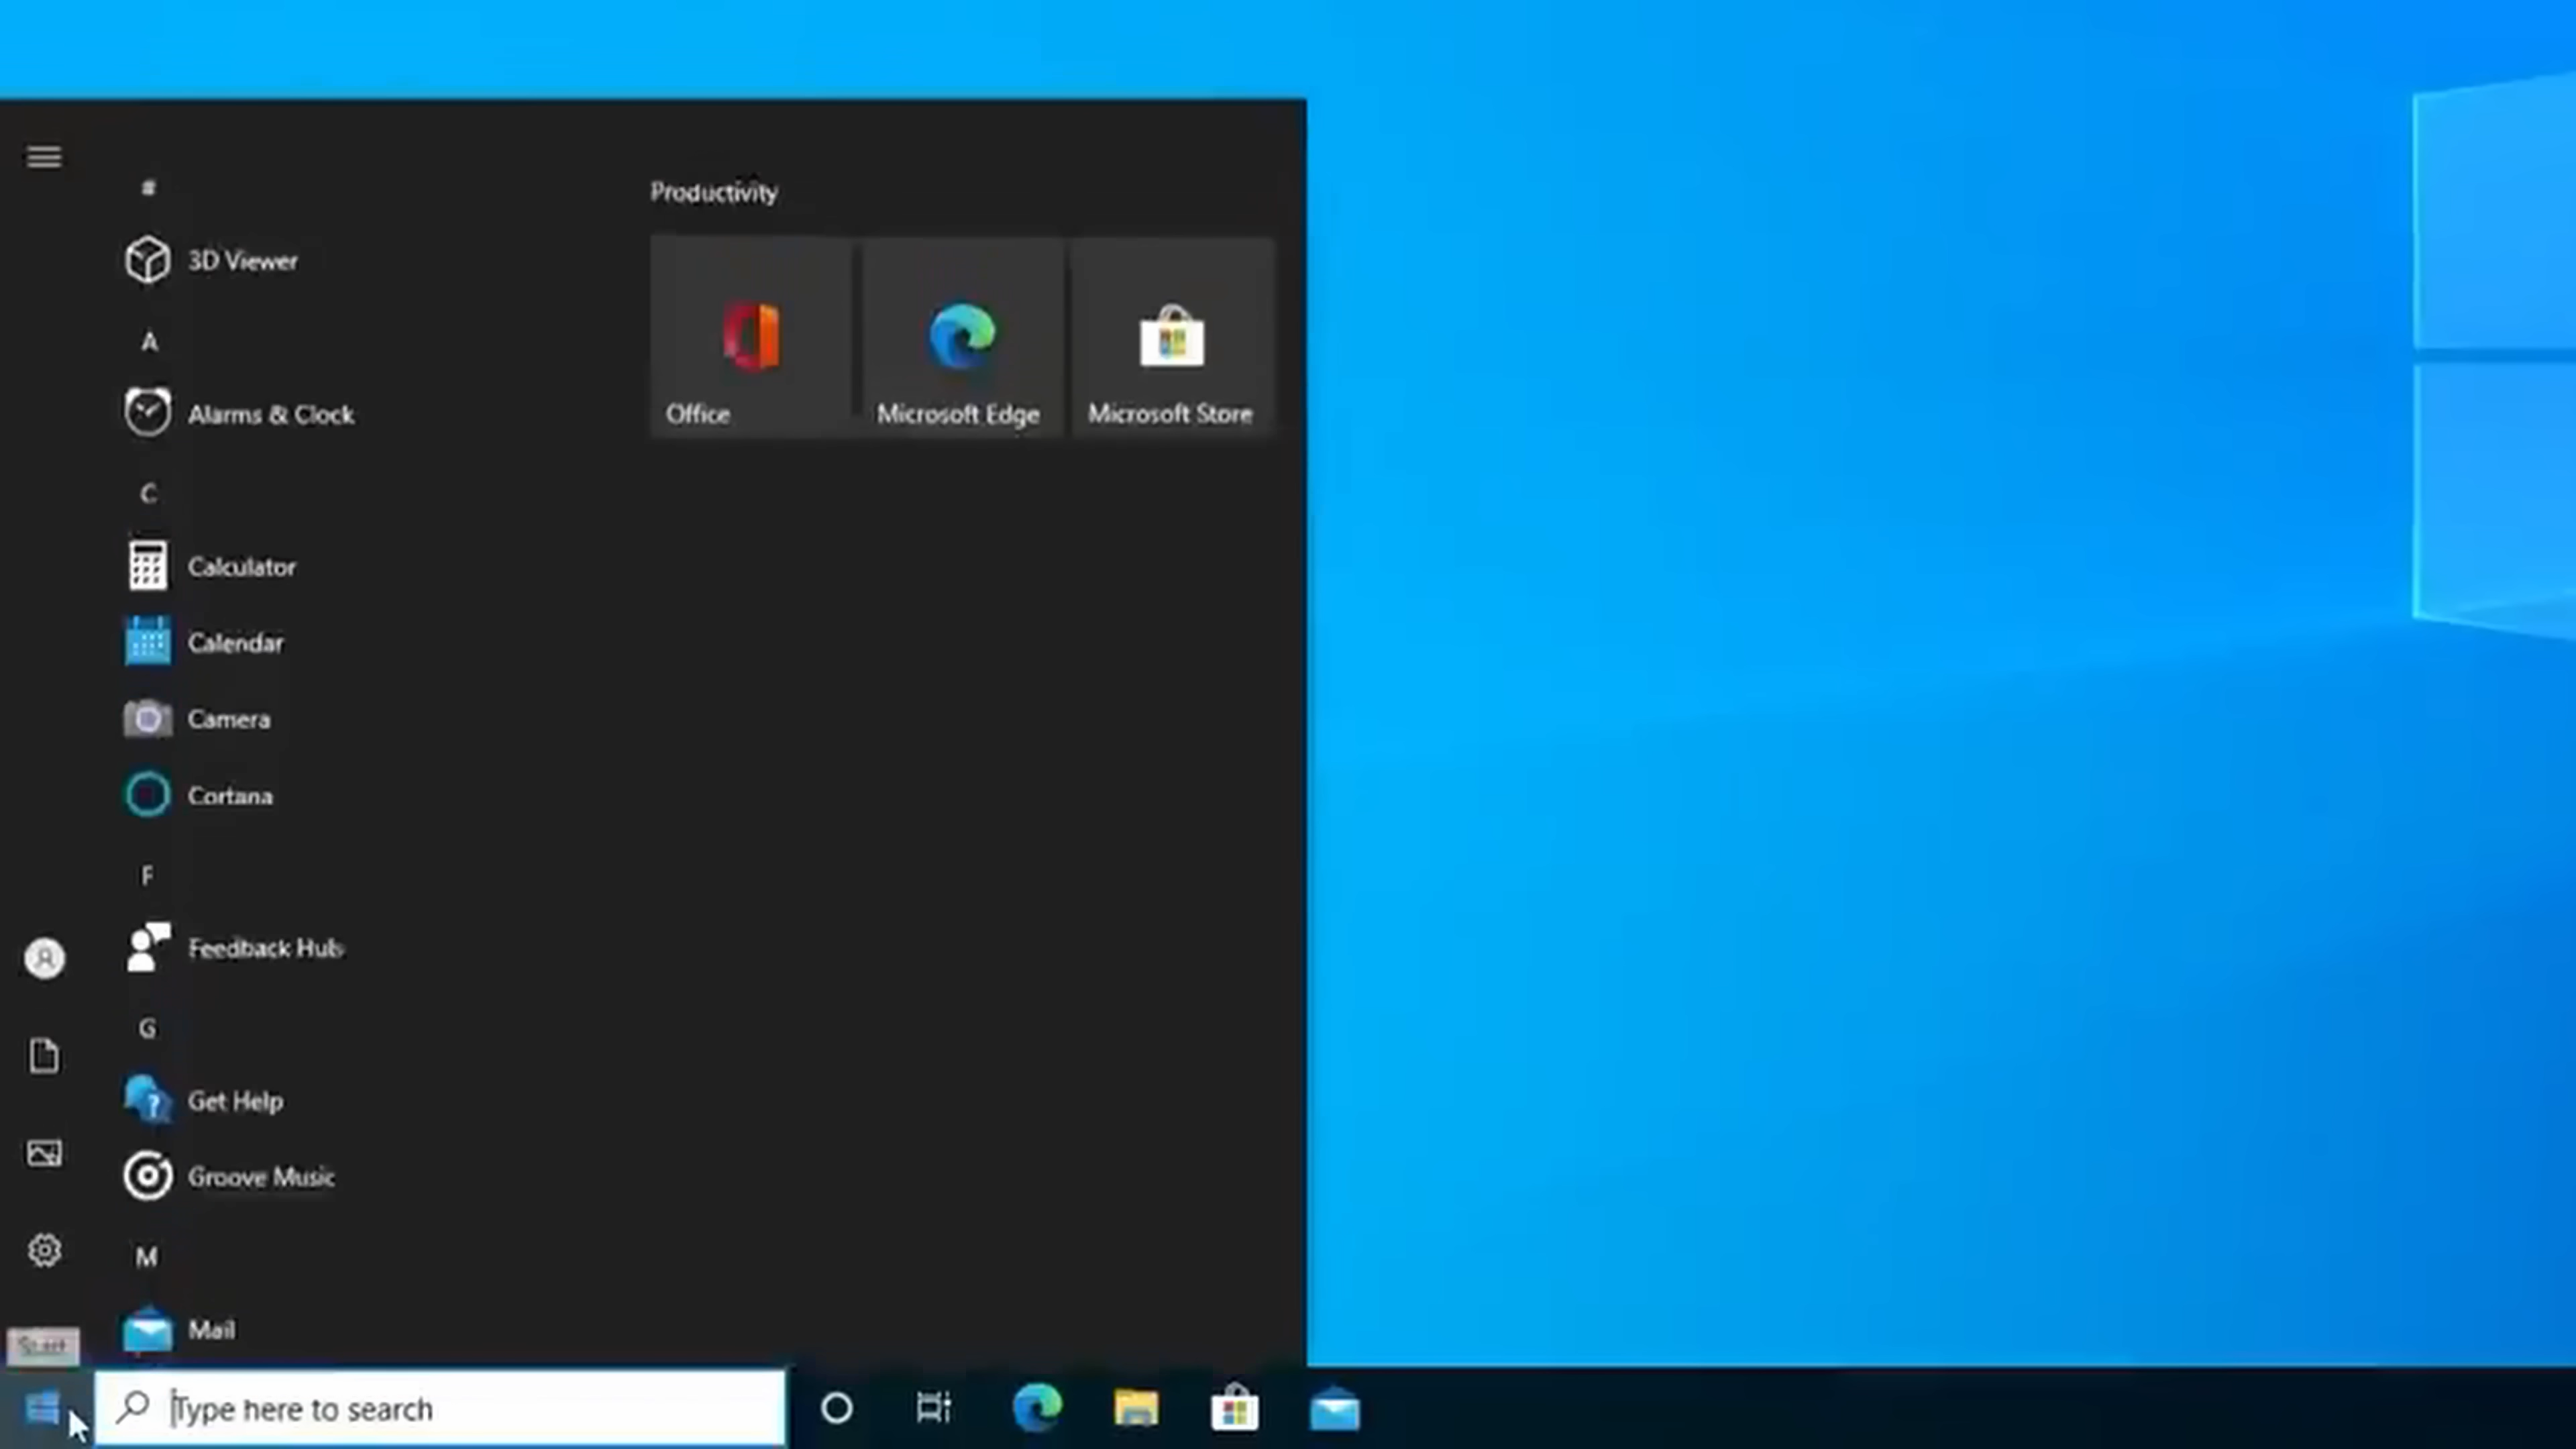 #
3D Viewer
A
Alarms & Clock
C
Calculator
Calendar
Camera
Cortana
F
Feedback Hub
G
Get Help
Groove Music
M
Mail
Productivity
Office
Microsoft Edge
Microsoft Store
Start
Type here to search